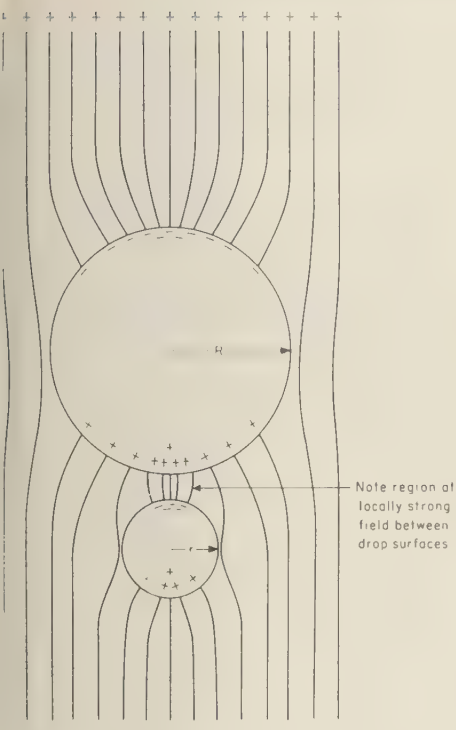 + + + + + + + + + + + + + +
R
r
Note region of
locally strong
field between
drop surfaces